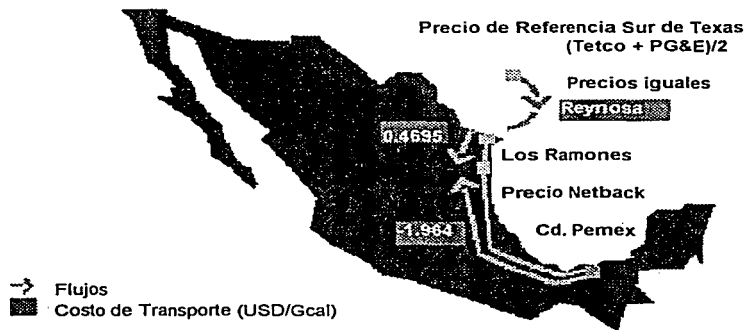 Precio de Referencia Sur de Texas
(Tetco + PG&E)/2
Precios iguales
Reynosa
0.4695
Los Ramones
Precio Netback
-1.964
Cd. Pemex
Flujos
Costo de Transporte (USD/Gcal)